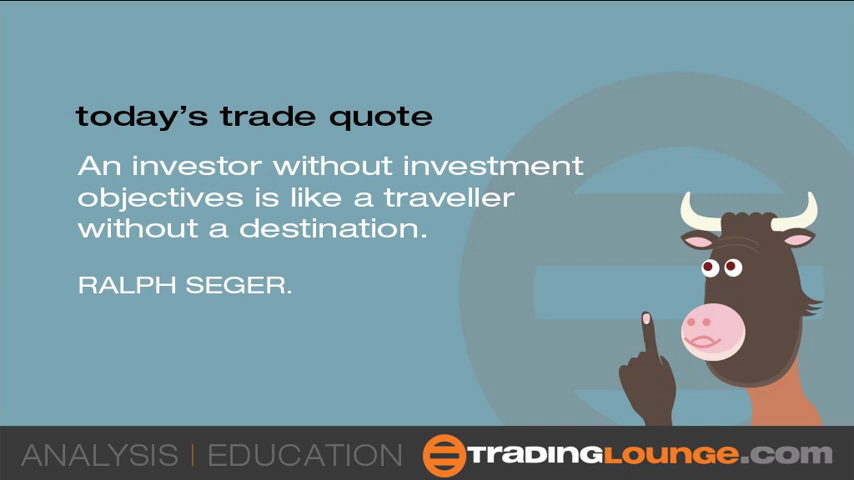 today's trade quote
An investor without investment
objectives is like a traveller
without a destination.
RALPH SEGER.
ANALYSIS | EDUCATION TRADINGLOUNGE.com